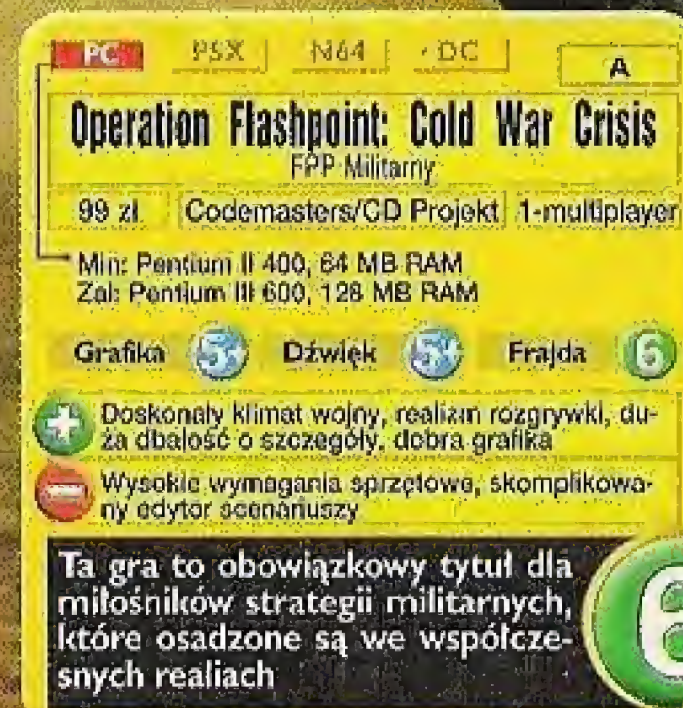 PC PSX N64 DC A
Operation Flashpoint: Cold War Crisis
FPP Militarny
99 zł Codemasters/CD Projekt 1-multiplayer
Min: Pentium II 400, 64 MB RAM
Zal: Pentium III 600, 128 MB RAM
Grafika 5+ Dźwięk 5+ Frajda 6
Doskonały klimat wojny, realizm rozgrywki, du-
ża dbałość o szczegóły, dobra grafika
Wysokie wymagania sprzętowe, skomplikowa-
ny edytor scenariuszy
Ta gra to obowiązkowy tytuł dla
miłośników strategii militarnych,
które osadzone są we współcze-
snych realiach
6